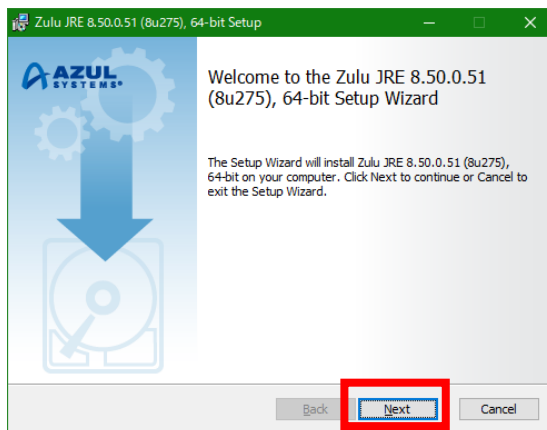 Zulu JRE 8.50.0.51 (8u275), 64-bit Setup
AZUL
SYSTEMS
Welcome to the Zulu JRE 8.50.0.51
(8u275), 64-bit Setup Wizard
The Setup Wizard will install Zulu JRE 8.50.0.51 (8u275),
64-bit on your computer. Click Next to continue or Cancel to
exit the Setup Wizard.
Back Next Cancel